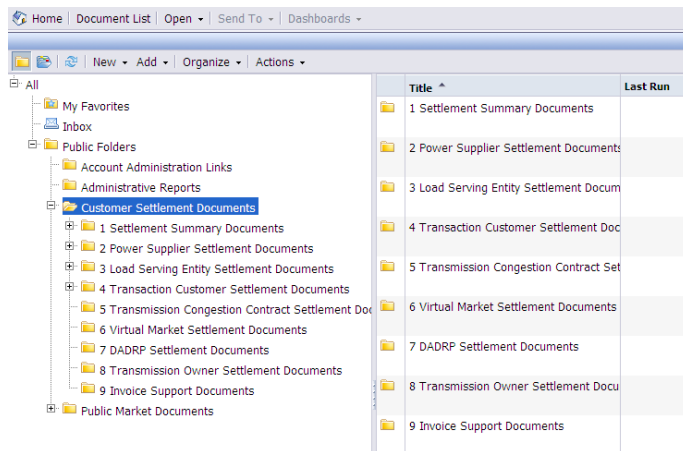 Home Document List Open Send To Dashboards
New Add Organize Actions
All
My Favorites
Inbox
Public Folders
Account Administration Links
Administrative Reports
Customer Settlement Documents
1 Settlement Summary Documents
2 Power Supplier Settlement Documents
3 Load Serving Entity Settlement Documents
4 Transaction Customer Settlement Documents
5 Transmission Congestion Contract Settlement Doc
6 Virtual Market Settlement Documents
7 DADRP Settlement Documents
8 Transmission Owner Settlement Documents
9 Invoice Support Documents
Public Market Documents
Title Last Run
1 Settlement Summary Documents
2 Power Supplier Settlement Documents
3 Load Serving Entity Settlement Docum
4 Transaction Customer Settlement Doc
5 Transmission Congestion Contract Set
6 Virtual Market Settlement Documents
7 DADRP Settlement Documents
8 Transmission Owner Settlement Docu
9 Invoice Support Documents